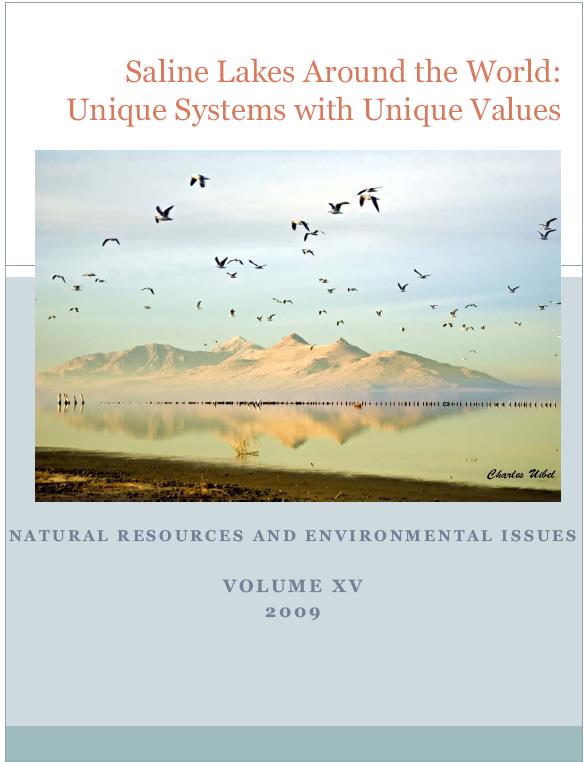 Saline Lakes Around the World:
Unique Systems with Unique Values
Charles Uibel
NATURAL RESOURCES AND ENVIRONMENTAL ISSUES
VOLUME XV
2009